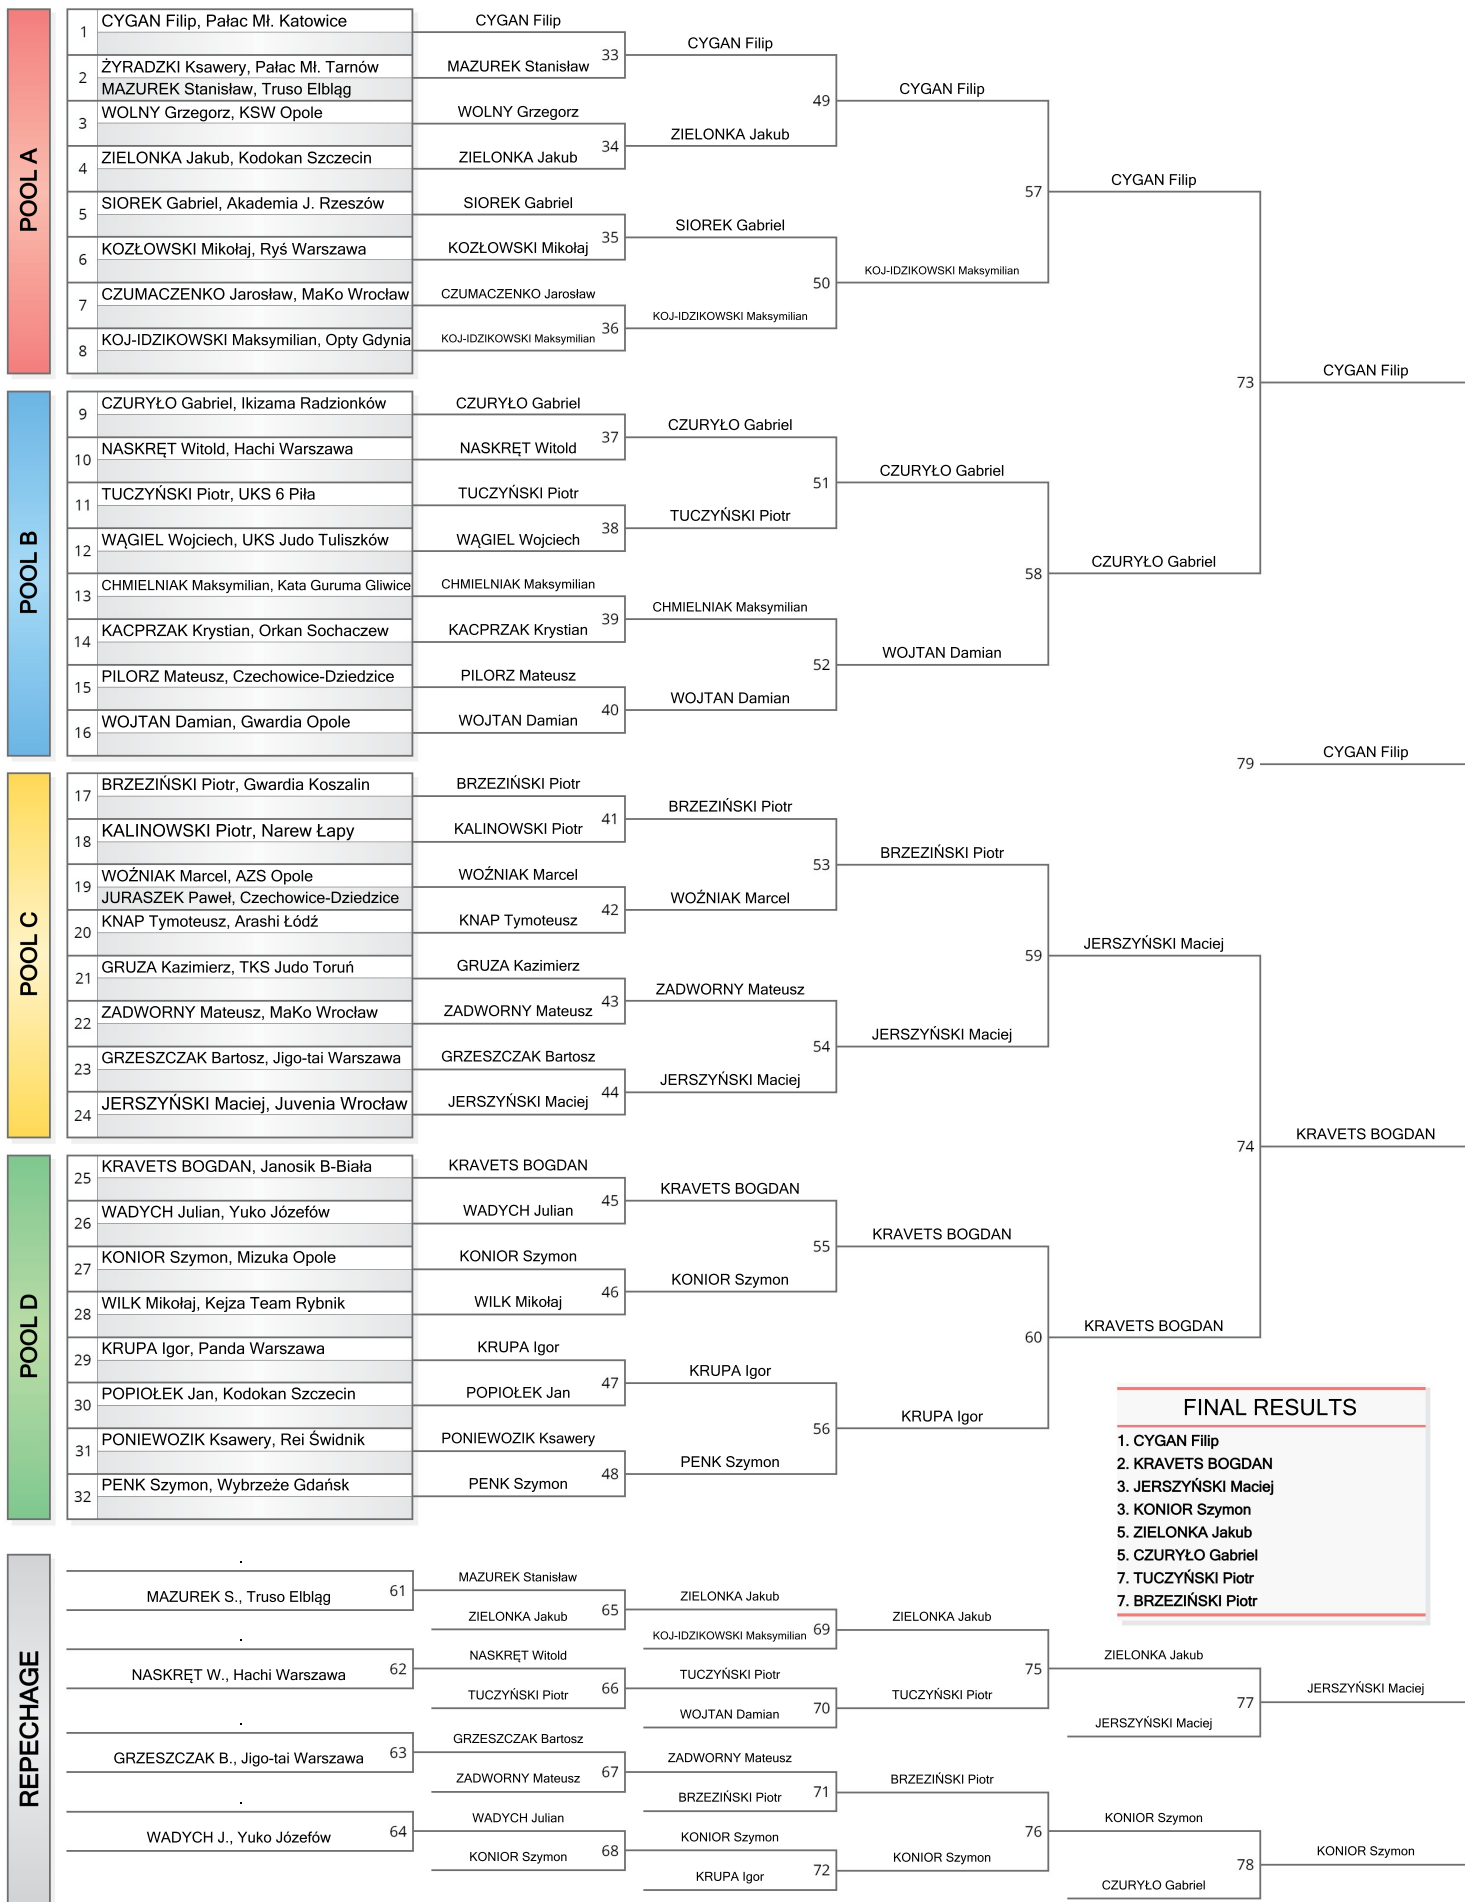 POOL A
1
CYGAN Filip, Pałac Mł. Katowice
2
ŻYRADZKI Ksawery, Pałac Mł. Tarnów
MAZUREK Stanisław, Truso Elbląg
3
WOLNY Grzegorz, KSW Opole
4
ZIELONKA Jakub, Kodokan Szczecin
5
SIOREK Gabriel, Akademia J. Rzeszów
6
KOZŁOWSKI Mikołaj, Ryś Warszawa
7
CZUMACZENKO Jarosław, MaKo Wrocław
8
KOJ-IDZIKOWSKI Maksymilian, Opty Gdynia
CYGAN Filip
33
MAZUREK Stanisław
WOLNY Grzegorz
34
ZIELONKA Jakub
SIOREK Gabriel
35
KOZŁOWSKI Mikołaj
CZUMACZENKO Jarosław
36
KOJ-IDZIKOWSKI Maksymilian
CYGAN Filip
49
ZIELONKA Jakub
SIOREK Gabriel
50
KOJ-IDZIKOWSKI Maksymilian
CYGAN Filip
57
KOJ-IDZIKOWSKI Maksymilian
CYGAN Filip
POOL B
9
CZURYŁO Gabriel, Ikizama Radzionków
10
NASKRĘT Witold, Hachi Warszawa
11
TUCZYŃSKI Piotr, UKS 6 Piła
12
WĄGIEL Wojciech, UKS Judo Tuliszków
13
CHMIELNIAK Maksymilian, Kata Guruma Gliwice
14
KACPRZAK Krystian, Orkan Sochaczew
15
PILORZ Mateusz, Czechowice-Dziedzice
16
WOJTAN Damian, Gwardia Opole
CZURYŁO Gabriel
37
NASKRĘT Witold
TUCZYŃSKI Piotr
38
WĄGIEL Wojciech
CHMIELNIAK Maksymilian
39
KACPRZAK Krystian
PILORZ Mateusz
40
WOJTAN Damian
CZURYŁO Gabriel
51
TUCZYŃSKI Piotr
CHMIELNIAK Maksymilian
52
WOJTAN Damian
CZURYŁO Gabriel
58
WOJTAN Damian
CZURYŁO Gabriel
73
CYGAN Filip
79
CYGAN Filip
POOL C
17
BRZEZIŃSKI Piotr, Gwardia Koszalin
18
KALINOWSKI Piotr, Narew Łapy
19
WOŹNIAK Marcel, AZS Opole
JURASZEK Paweł, Czechowice-Dziedzice
20
KNAP Tymoteusz, Arashi Łódź
21
GRUZA Kazimierz, TKS Judo Toruń
22
ZADWORNY Mateusz, MaKo Wrocław
23
GRZESZCZAK Bartosz, Jigo-tai Warszawa
24
JERSZYŃSKI Maciej, Juvenia Wrocław
BRZEZIŃSKI Piotr
41
KALINOWSKI Piotr
WOŹNIAK Marcel
42
KNAP Tymoteusz
GRUZA Kazimierz
43
ZADWORNY Mateusz
GRZESZCZAK Bartosz
44
JERSZYŃSKI Maciej
BRZEZIŃSKI Piotr
53
WOŹNIAK Marcel
ZADWORNY Mateusz
54
JERSZYŃSKI Maciej
BRZEZIŃSKI Piotr
59
JERSZYŃSKI Maciej
JERSZYŃSKI Maciej
POOL D
25
KRAVETS BOGDAN, Janosik B-Biała
26
WADYCH Julian, Yuko Józefów
27
KONIOR Szymon, Mizuka Opole
28
WILK Mikołaj, Kejza Team Rybnik
29
KRUPA Igor, Panda Warszawa
30
POPIOŁEK Jan, Kodokan Szczecin
31
PONIEWOZIK Ksawery, Rei Świdnik
32
PENK Szymon, Wybrzeże Gdańsk
KRAVETS BOGDAN
45
WADYCH Julian
KONIOR Szymon
46
WILK Mikołaj
KRUPA Igor
47
POPIOŁEK Jan
PONIEWOZIK Ksawery
48
PENK Szymon
KRAVETS BOGDAN
55
KONIOR Szymon
KRUPA Igor
56
PENK Szymon
KRAVETS BOGDAN
60
KRUPA Igor
KRAVETS BOGDAN
74
KRAVETS BOGDAN
FINAL RESULTS
1. CYGAN Filip
2. KRAVETS BOGDAN
3. JERSZYŃSKI Maciej
3. KONIOR Szymon
5. ZIELONKA Jakub
5. CZURYŁO Gabriel
7. TUCZYŃSKI Piotr
7. BRZEZIŃSKI Piotr
REPECHAGE
.
61
MAZUREK S., Truso Elbląg
.
62
NASKRĘT W., Hachi Warszawa
.
63
GRZESZCZAK B., Jigo-tai Warszawa
.
64
WADYCH J., Yuko Józefów
MAZUREK Stanisław
65
ZIELONKA Jakub
NASKRĘT Witold
66
TUCZYŃSKI Piotr
GRZESZCZAK Bartosz
67
ZADWORNY Mateusz
WADYCH Julian
68
KONIOR Szymon
ZIELONKA Jakub
69
KOJ-IDZIKOWSKI Maksymilian
TUCZYŃSKI Piotr
70
WOJTAN Damian
ZADWORNY Mateusz
71
BRZEZIŃSKI Piotr
KONIOR Szymon
72
KRUPA Igor
ZIELONKA Jakub
75
TUCZYŃSKI Piotr
BRZEZIŃSKI Piotr
76
KONIOR Szymon
ZIELONKA Jakub
77
JERSZYŃSKI Maciej
KONIOR Szymon
78
CZURYŁO Gabriel
JERSZYŃSKI Maciej
KONIOR Szymon